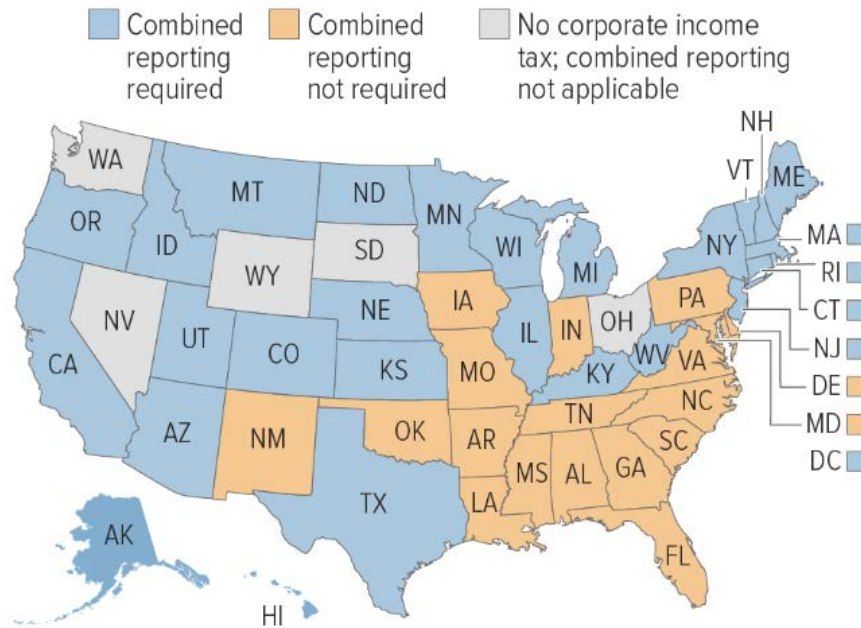 Combined
reporting
required
Combined
reporting
not required
No corporate income
tax; combined reporting
not applicable
NH
WA
VT
ME
MT
ND
MN
OR
MA
ID
WI
NY
SD
MI
RI
WY
IA
PA
CT
NV
NE
IN
OH
NJ
UT
IL
CA
CO
WV
VA
KS
MO
KY
DE
NC
TN
MD
AZ
OK
NM
AR
SC
DC
MS
AL
GA
TX
LA
AK
FL
HI